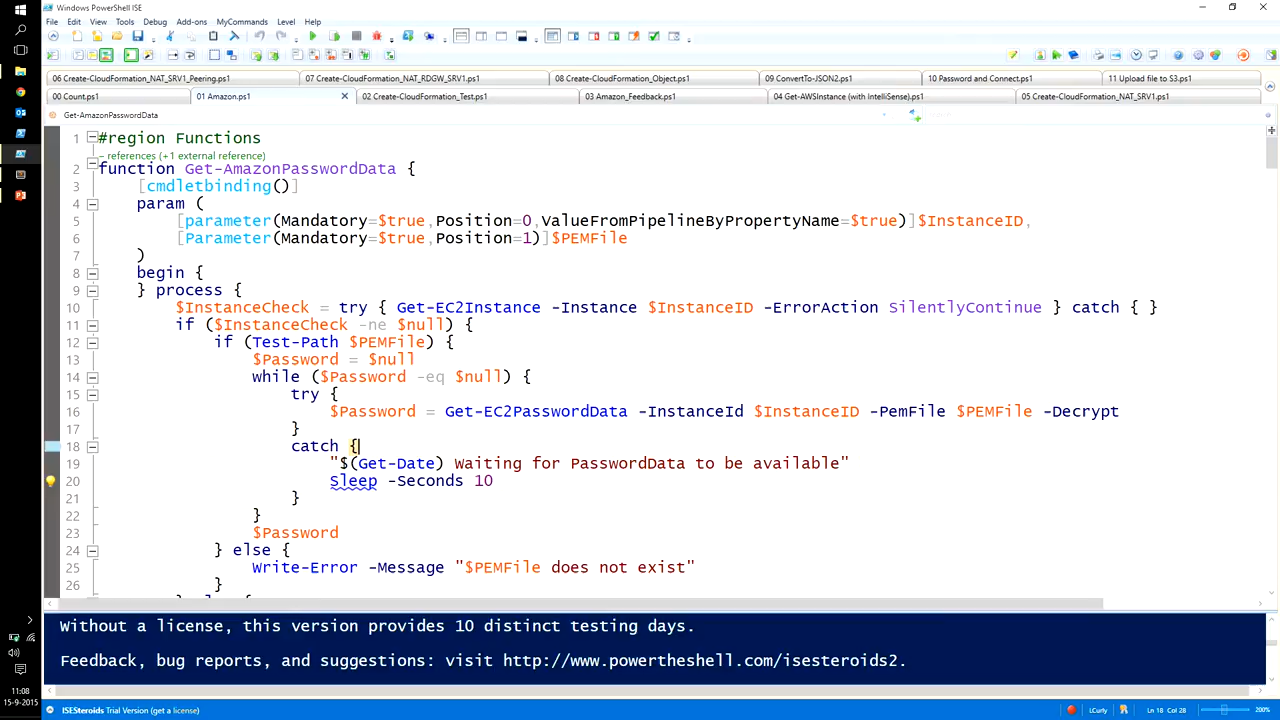 Windows PowerShell ISE
File Edit View Tools Debug Add-ons MyCommands Level Help
06 Create-CloudFormation_NAT_SRV1_Peering.ps1 07 Create-CloudFormation_NAT_RDGW_SRV1.ps1 08 Create-CloudFormation_Object.ps1 09 ConvertTo-JSON2.ps1 10 Password and Connect.ps1 11 Upload file to S3.ps1
00 Count.ps1 01 Amazon.ps1 02 Create-CloudFormation_Test.ps1 03 Amazon_Feedback.ps1 04 Get-AWSInstance (with IntelliSense).ps1 05 Create-CloudFormation_NAT_SRV1.ps1
Get-AmazonPasswordData
1 #region Functions
– references (+1 external reference)
2 function Get-AmazonPasswordData {
3 [cmdletbinding()]
4 param (
5 [parameter(Mandatory=$true,Position=0,ValueFromPipelineByPropertyName=$true)]$InstanceID,
6 [Parameter(Mandatory=$true,Position=1)]$PEMFile
7 )
8 begin {
9 } process {
10 $InstanceCheck = try { Get-EC2Instance -Instance $InstanceID -ErrorAction SilentlyContinue } catch { }
11 if ($InstanceCheck -ne $null) {
12 if (Test-Path $PEMFile) {
13 $Password = $null
14 while ($Password -eq $null) {
15 try {
16 $Password = Get-EC2PasswordData -InstanceId $InstanceID -PemFile $PEMFile -Decrypt
17 }
18 catch {
19 "$(Get-Date) Waiting for PasswordData to be available"
20 Sleep -Seconds 10
21 }
22 }
23 $Password
24 } else {
25 Write-Error -Message "$PEMFile does not exist"
26 }
Without a license, this version provides 10 distinct testing days.
Feedback, bug reports, and suggestions: visit http://www.powertheshell.com/isesteroids2.
11:08
15-9-2015
ISESteroids Trial Version (get a license) LCurly Ln 18 Col 28 200%